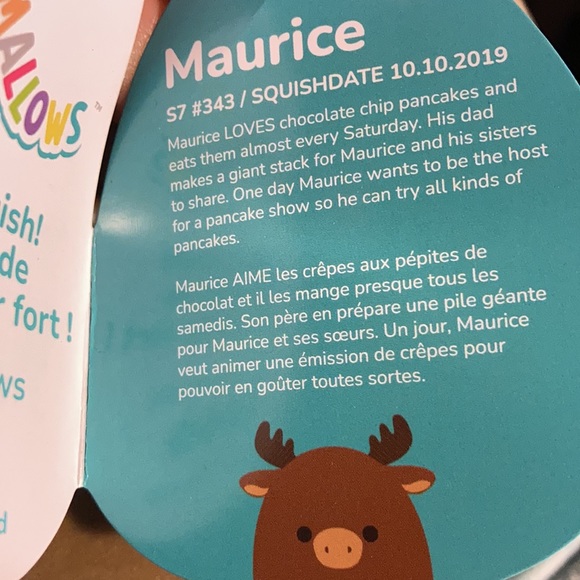 MALLOWS™
ish!
de
r fort!
ws
d
Maurice
S7 #343 / SQUISHDATE 10.10.2019
Maurice LOVES chocolate chip pancakes and
eats them almost every Saturday. His dad
makes a giant stack for Maurice and his sisters
to share. One day Maurice wants to be the host
for a pancake show so he can try all kinds of
pancakes.
Maurice AIME les crêpes aux pépites de
chocolat et il les mange presque tous les
samedis. Son père en prépare une pile géante
pour Maurice et ses sœurs. Un jour, Maurice
veut animer une émission de crêpes pour
pouvoir en goûter toutes sortes.